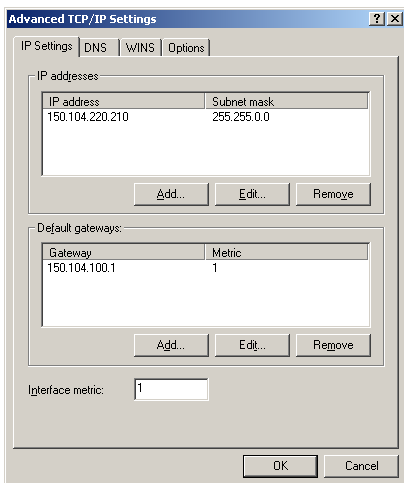 Advanced TCP/IP Settings
IP Settings DNS WINS Options
IP addresses
IP address Subnet mask
150.104.220.210 255.255.0.0
Add... Edit... Remove
Default gateways:
Gateway Metric
150.104.100.1 1
Add... Edit... Remove
Interface metric: 1
OK Cancel